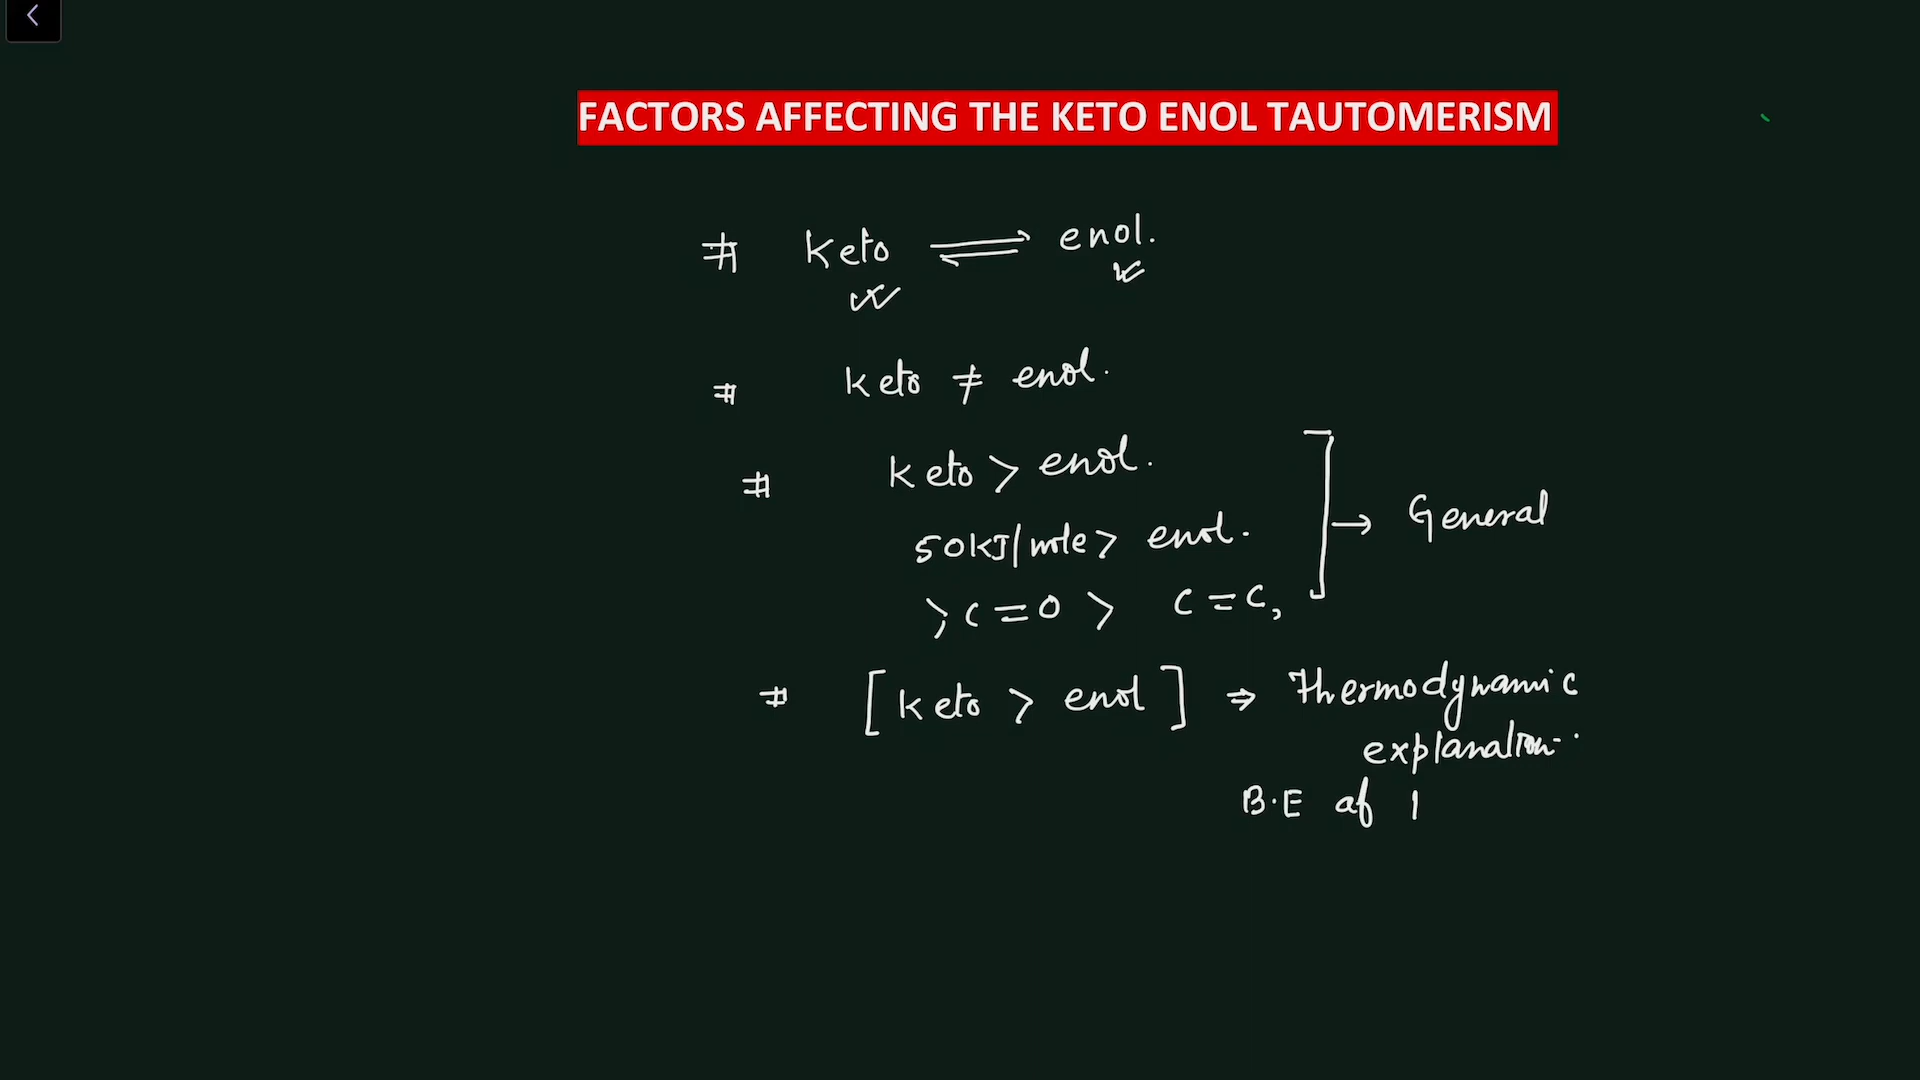 FACTORS AFFECTING THE KETO ENOL TAUTOMERISM
# Keto ⇌ enol.
# keto ≠ enol.
# keto > enol.
50KJ/mole > enol.
>C=O > C=C,
→ General
# [keto > enol] ⇒ Thermodynamic
explanation..
B.E of 1